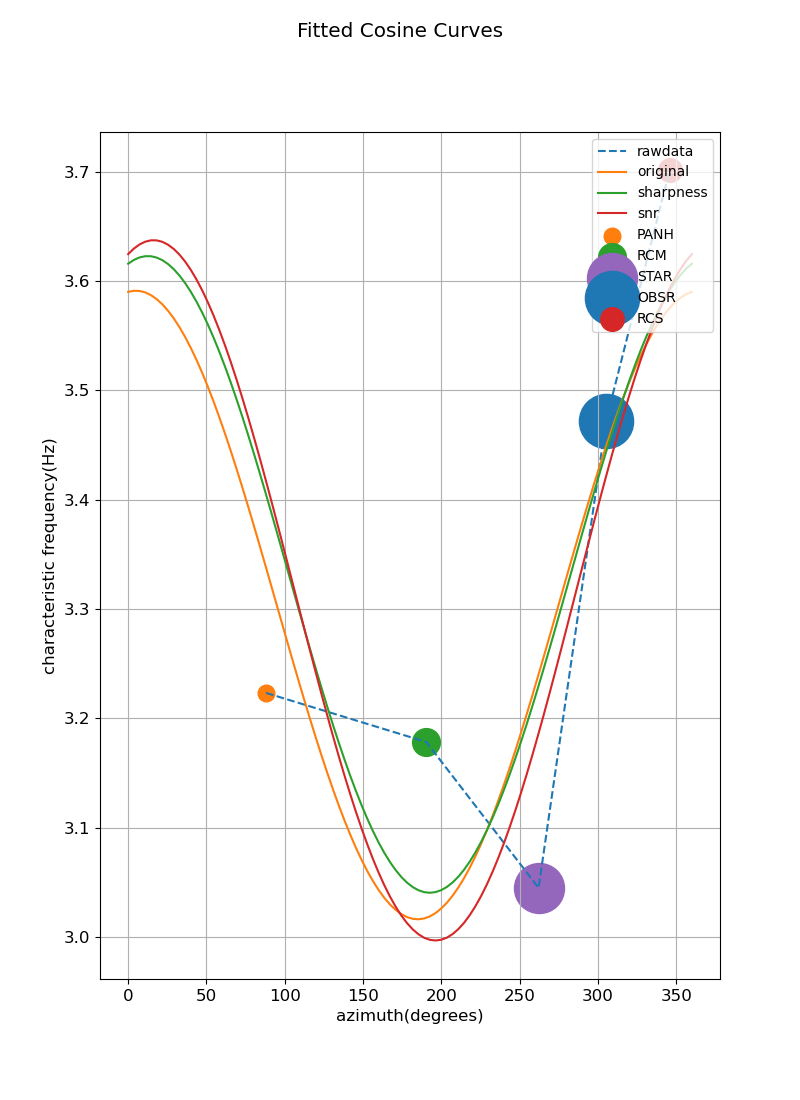 Fitted Cosine Curves
characteristic frequency(Hz)
3.7
3.6
3.5
3.4
3.3
3.2
3.1
3.0
rawdata
original
sharpness
snr
PANH
RCM
STAR
OBSR
RCS
0 50 100 150 200 250 300 350
azimuth(degrees)